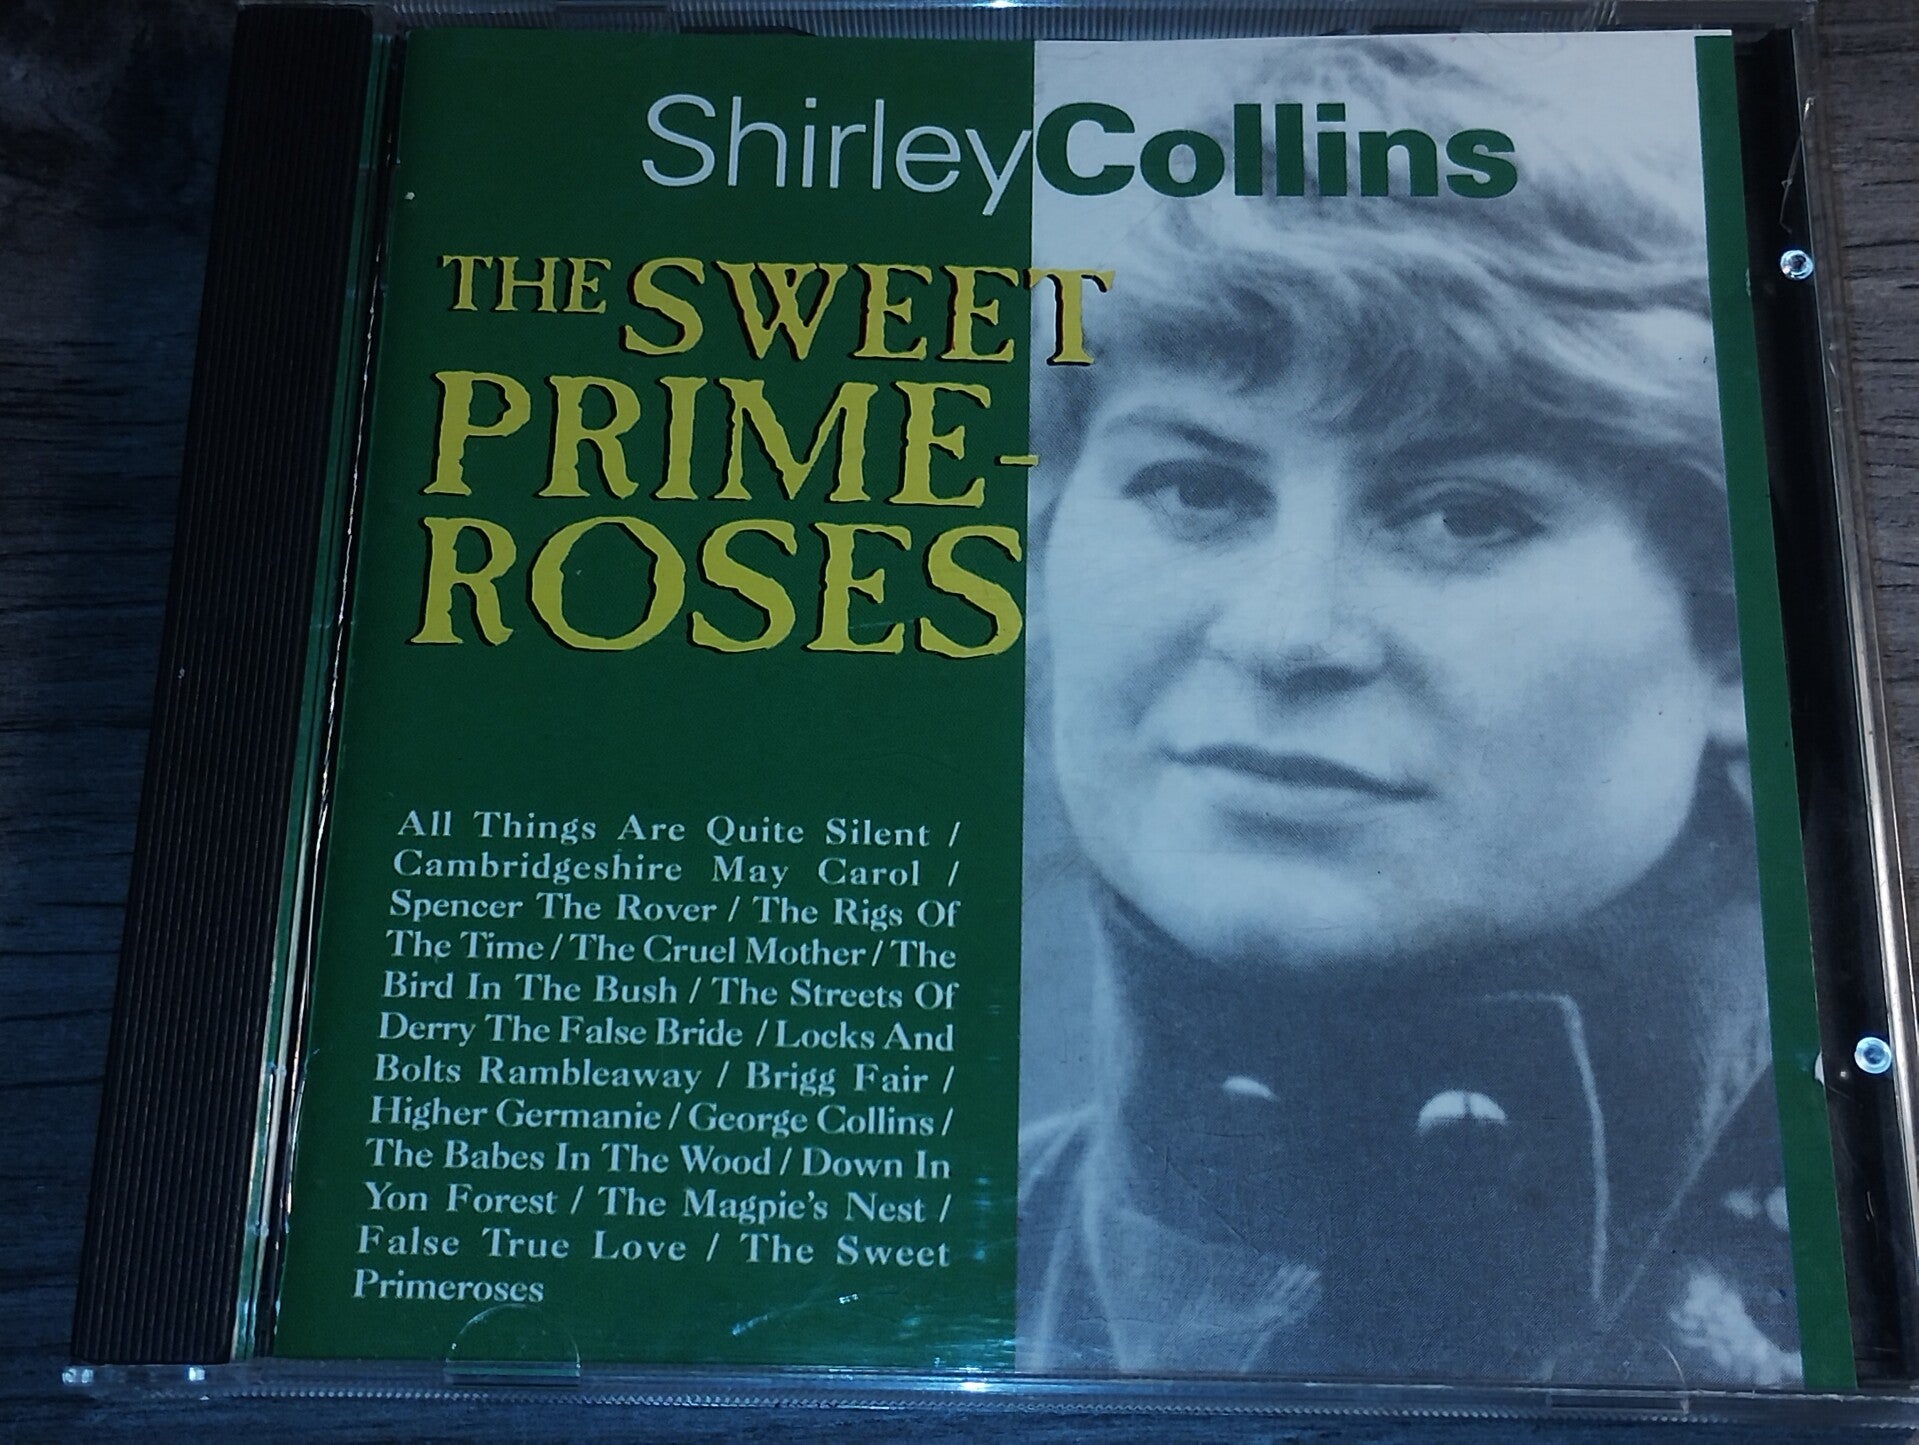 ShirleyCollins
THE SWEET
PRIME-
ROSES
All Things Are Quite Silent /
Cambridgeshire May Carol /
Spencer The Rover / The Rigs Of
The Time / The Cruel Mother / The
Bird In The Bush / The Streets Of
Derry The False Bride / Locks And
Bolts Rambleaway / Brigg Fair /
Higher Germanie / George Collins /
The Babes In The Wood / Down In
Yon Forest / The Magpie's Nest /
False True Love / The Sweet
Primeroses